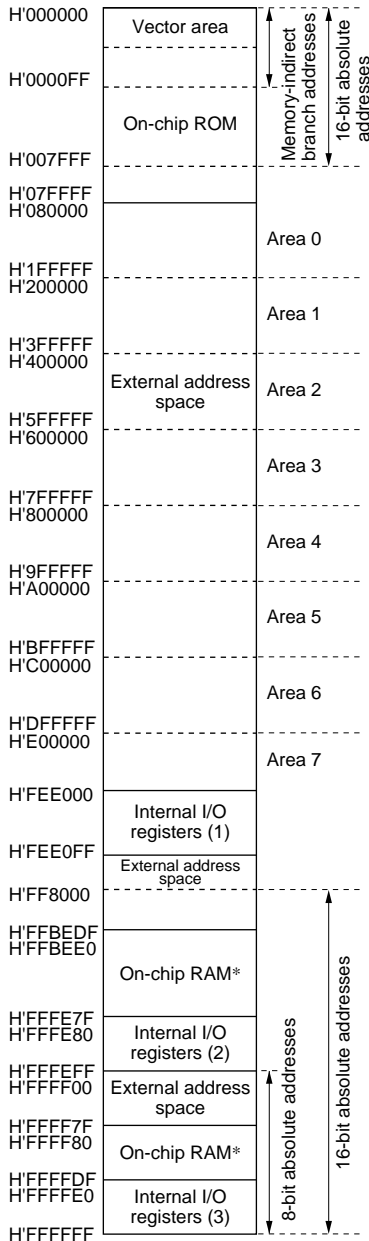 H'000000
Vector area
H'0000FF
Memory-indirect
branch addresses
16-bit absolute
addresses
On-chip ROM
H'007FFF
H'07FFFF
H'080000
Area 0
H'1FFFFF
H'200000
Area 1
H'3FFFFF
H'400000
External address
space
Area 2
H'5FFFFF
H'600000
Area 3
H'7FFFFF
H'800000
Area 4
H'9FFFFF
H'A00000
Area 5
H'BFFFFF
H'C00000
Area 6
H'DFFFFF
H'E00000
Area 7
H'FEE000
Internal I/O
registers (1)
H'FEE0FF
External address
space
H'FF8000
H'FFBEDF
H'FFBEE0
On-chip RAM*
H'FFFE7F
H'FFFE80
Internal I/O
registers (2)
H'FFFEFF
H'FFFF00
External address
space
H'FFFF7F
H'FFFF80
On-chip RAM*
H'FFFFDF
H'FFFFE0
Internal I/O
registers (3)
H'FFFFFF
8-bit absolute addresses
16-bit absolute addresses